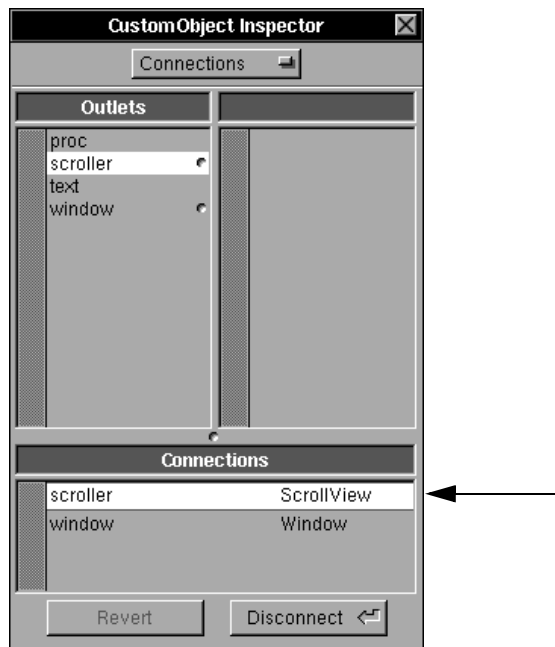 CustomObject Inspector
Connections
Outlets
proc
scroller
text
window
Connections
scroller ScrollView
window Window
Revert Disconnect